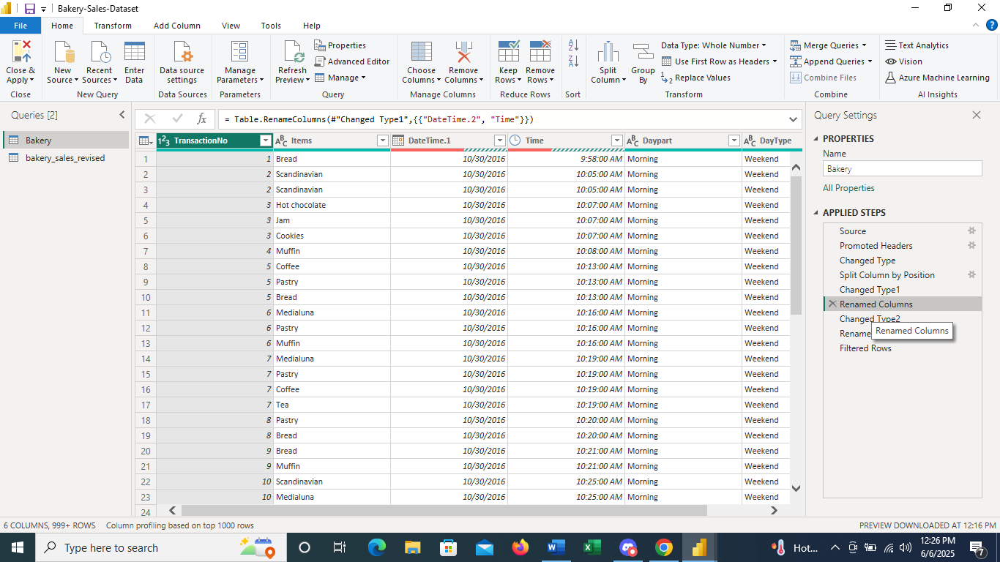 Bakery-Sales-Dataset
File Home Transform Add Column View Tools Help
Close & Apply
Close
New Source
Recent Sources
Enter Data
New Query
Data source settings
Data Sources
Manage Parameters
Parameters
Refresh Preview
Properties
Advanced Editor
Manage
Query
Choose Columns
Remove Columns
Manage Columns
Keep Rows
Remove Rows
Reduce Rows
Sort
Split Column
Group By
Data Type: Whole Number
Use First Row as Headers
Replace Values
Transform
Merge Queries
Append Queries
Combine Files
Combine
Text Analytics
Vision
Azure Machine Learning
AI Insights
Queries [2]
Bakery
bakery_sales_revised
= Table.RenameColumns(#"Changed Type1",{{"DateTime.2", "Time"}})
TransactionNo Items DateTime.1 Time Daypart DayType
1 1 Bread 10/30/2016 9:58:00 AM Morning Weekend
2 2 Scandinavian 10/30/2016 10:05:00 AM Morning Weekend
3 2 Scandinavian 10/30/2016 10:05:00 AM Morning Weekend
4 3 Hot chocolate 10/30/2016 10:07:00 AM Morning Weekend
5 3 Jam 10/30/2016 10:07:00 AM Morning Weekend
6 3 Cookies 10/30/2016 10:07:00 AM Morning Weekend
7 4 Muffin 10/30/2016 10:08:00 AM Morning Weekend
8 5 Coffee 10/30/2016 10:13:00 AM Morning Weekend
9 5 Pastry 10/30/2016 10:13:00 AM Morning Weekend
10 5 Bread 10/30/2016 10:13:00 AM Morning Weekend
11 6 Medialuna 10/30/2016 10:16:00 AM Morning Weekend
12 6 Pastry 10/30/2016 10:16:00 AM Morning Weekend
13 6 Muffin 10/30/2016 10:16:00 AM Morning Weekend
14 7 Medialuna 10/30/2016 10:19:00 AM Morning Weekend
15 7 Pastry 10/30/2016 10:19:00 AM Morning Weekend
16 7 Coffee 10/30/2016 10:19:00 AM Morning Weekend
17 7 Tea 10/30/2016 10:19:00 AM Morning Weekend
18 8 Pastry 10/30/2016 10:20:00 AM Morning Weekend
19 8 Bread 10/30/2016 10:20:00 AM Morning Weekend
20 9 Bread 10/30/2016 10:21:00 AM Morning Weekend
21 9 Muffin 10/30/2016 10:21:00 AM Morning Weekend
22 10 Scandinavian 10/30/2016 10:25:00 AM Morning Weekend
23 10 Medialuna 10/30/2016 10:25:00 AM Morning Weekend
24
Query Settings
PROPERTIES
Name
Bakery
All Properties
APPLIED STEPS
Source
Promoted Headers
Changed Type
Split Column by Position
Changed Type1
Renamed Columns
Changed Type2
Rename
Renamed Columns
Filtered Rows
6 COLUMNS, 999+ ROWS Column profiling based on top 1000 rows PREVIEW DOWNLOADED AT 12:16 PM
Type here to search
Hot...
12:26 PM
6/6/2025
7